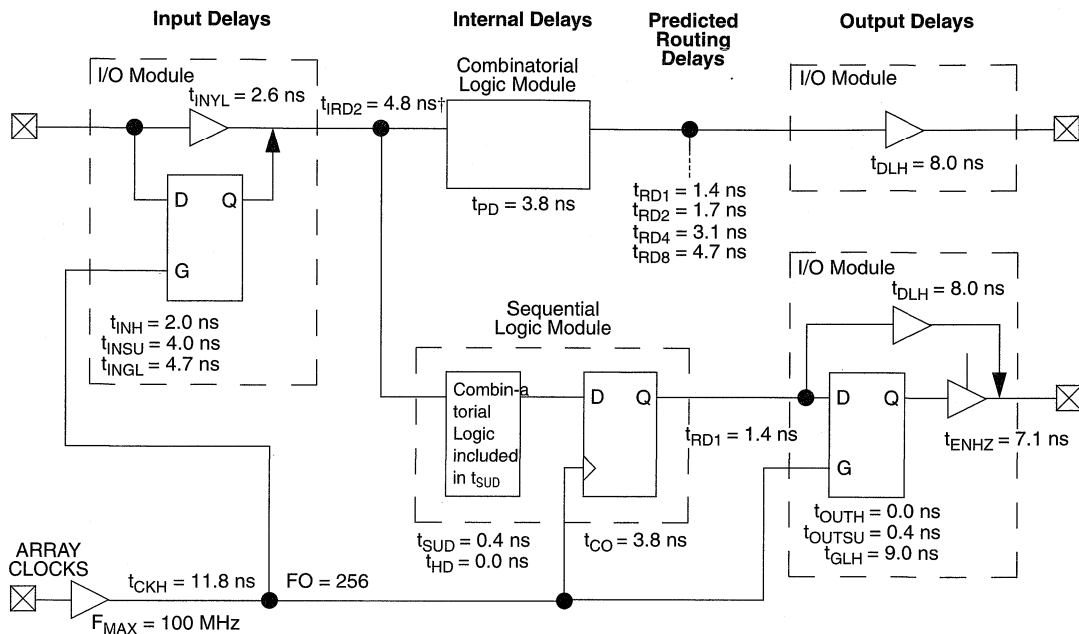 Input Delays
Internal Delays
Predicted
Routing
Delays
Output Delays
I/O Module
tINYL = 2.6 ns
tIRD2 = 4.8 ns†
Combinatorial
Logic Module
tPD = 3.8 ns
tRD1 = 1.4 ns
tRD2 = 1.7 ns
tRD4 = 3.1 ns
tRD8 = 4.7 ns
I/O Module
tDLH = 8.0 ns
D Q
G
tINH = 2.0 ns
tINSU = 4.0 ns
tINGL = 4.7 ns
Sequential
Logic Module
Combin-a
torial
Logic
included
in tSUD
D Q
tSUD = 0.4 ns
tHD = 0.0 ns
tCO = 3.8 ns
tRD1 = 1.4 ns
I/O Module
tDLH = 8.0 ns
D Q
G
tENHZ = 7.1 ns
tOUTH = 0.0 ns
tOUTSU = 0.4 ns
tGLH = 9.0 ns
ARRAY
CLOCKS
tCKH = 11.8 ns
FO = 256
FMAX = 100 MHz